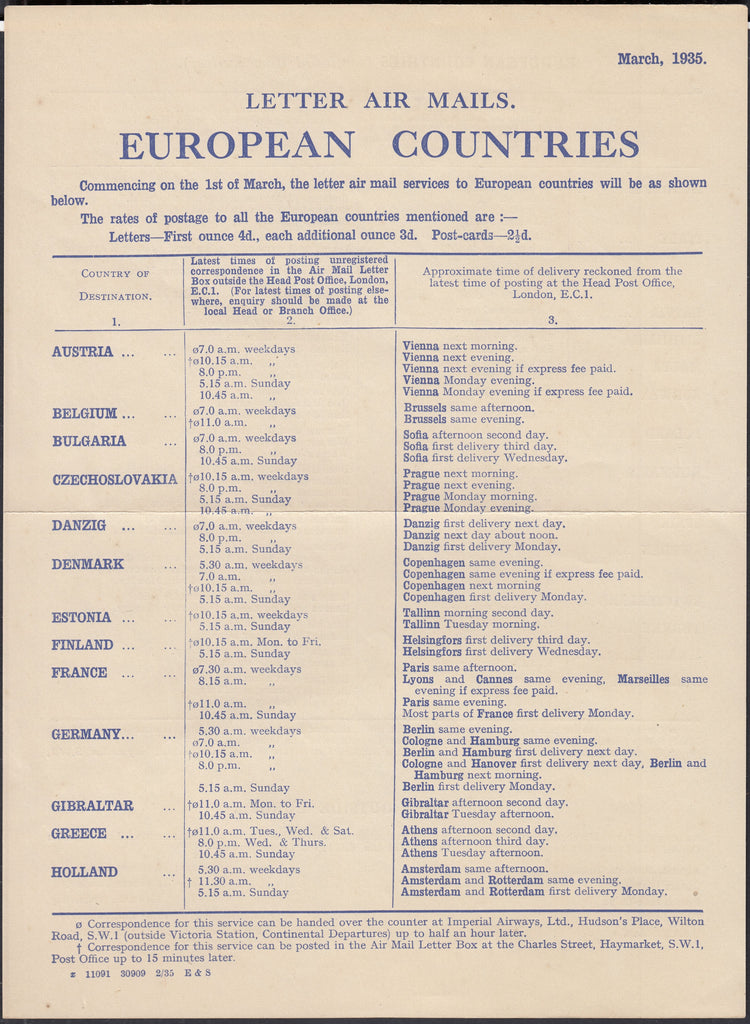 March, 1935.
LETTER AIR MAILS.
EUROPEAN COUNTRIES
Commencing on the 1st of March, the letter air mail services to European countries will be as shown
below.
The rates of postage to all the European countries mentioned are :—
Letters—First ounce 4d., each additional ounce 3d. Post-cards—2½d.
COUNTRY OF DESTINATION.
1.
Latest times of posting unregistered
correspondence in the Air Mail Letter
Box outside the Head Post Office, London,
E.C.1. (For latest times of posting else-
where, enquiry should be made at the
local Head or Branch Office.)
2.
Approximate time of delivery reckoned from the
latest time of posting at the Head Post Office,
London, E.C.1.
3.
AUSTRIA ... ... ø7.0 a.m. weekdays Vienna next morning.
†ø10.15 a.m. ,, Vienna next evening.
8.0 p.m. ,, Vienna next evening if express fee paid.
5.15 a.m. Sunday Vienna Monday evening.
10.45 a.m. ,, Vienna Monday evening if express fee paid.
BELGIUM ... ... ø7.0 a.m. weekdays Brussels same afternoon.
†ø11.0 a.m. ,, Brussels same evening.
BULGARIA ... ø7.0 a.m. weekdays Sofia afternoon second day.
8.0 p.m. ,, Sofia first delivery third day.
10.45 a.m. Sunday Sofia first delivery Wednesday.
CZECHOSLOVAKIA †ø10.15 a.m. weekdays Prague next morning.
8.0 p.m. ,, Prague next evening.
5.15 a.m. Sunday Prague Monday morning.
10.45 a.m. ,, Prague Monday evening.
DANZIG ... ... ø7.0 a.m. weekdays Danzig first delivery next day.
8.0 p.m. ,, Danzig next day about noon.
5.15 a.m. Sunday Danzig first delivery Monday.
DENMARK ... 5.30 a.m. weekdays Copenhagen same evening.
7.0 a.m. ,, Copenhagen same evening if express fee paid.
†ø10.15 a.m. ,, Copenhagen next morning
5.15 a.m. Sunday Copenhagen first delivery Monday.
ESTONIA ... ... †ø10.15 a.m. weekdays Tallinn morning second day.
5.15 a.m. Sunday Tallinn Tuesday morning.
FINLAND ... ... †ø10.15 a.m. Mon. to Fri. Helsingfors first delivery third day.
5.15 a.m. Sunday Helsingfors first delivery Wednesday.
FRANCE ... ... ø7.30 a.m. weekdays Paris same afternoon.
8.15 a.m. ,, Lyons and Cannes same evening, Marseilles same
evening if express fee paid.
†ø11.0 a.m. ,, Paris same evening.
10.45 a.m. Sunday Most parts of France first delivery Monday.
GERMANY... ... 5.30 a.m. weekdays Berlin same evening.
ø7.0 a.m. ,, Cologne and Hamburg same evening.
†ø10.15 a.m. ,, Berlin and Hamburg first delivery next day.
8.0 p.m. ,, Cologne and Hanover first delivery next day, Berlin and
Hamburg next morning.
5.15 a.m. Sunday Berlin first delivery Monday.
GIBRALTAR ... †ø11.0 a.m. Mon. to Fri. Gibraltar afternoon second day.
10.45 a.m. Sunday Gibraltar Tuesday afternoon.
GREECE ... ... †ø11.0 a.m. Tues., Wed. & Sat. Athens afternoon second day.
8.0 p.m. Wed. & Thurs. Athens afternoon third day.
10.45 a.m. Sunday Athens Tuesday afternoon.
HOLLAND ... 5.30 a.m. weekdays Amsterdam same afternoon.
† 11.30 a.m. ,, Amsterdam and Rotterdam same evening.
5.15 a.m. Sunday Amsterdam and Rotterdam first delivery Monday.
ø Correspondence for this service can be handed over the counter at Imperial Airways, Ltd., Hudson's Place, Wilton
Road, S.W.1 (outside Victoria Station, Continental Departures) up to half an hour later.
† Correspondence for this service can be posted in the Air Mail Letter Box at the Charles Street, Haymarket, S.W.1,
Post Office up to 15 minutes later.
z 11091 30909 2/35 E & S